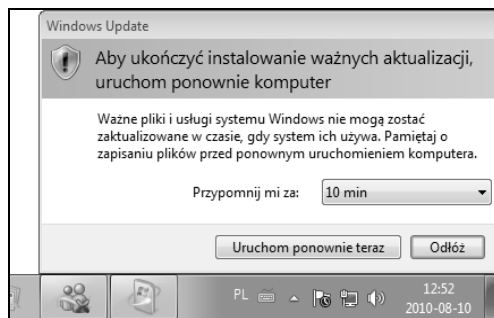 Windows Update
Aby ukończyć instalowanie ważnych aktualizacji,
uruchom ponownie komputer
Ważne pliki i usługi systemu Windows nie mogą zostać
zaktualizowane w czasie, gdy system ich używa. Pamiętaj o
zapisaniu plików przed ponownym uruchomieniem komputera.
Przypomnij mi za: 10 min
Uruchom ponownie teraz Odłóż
PL 12:52
2010-08-10